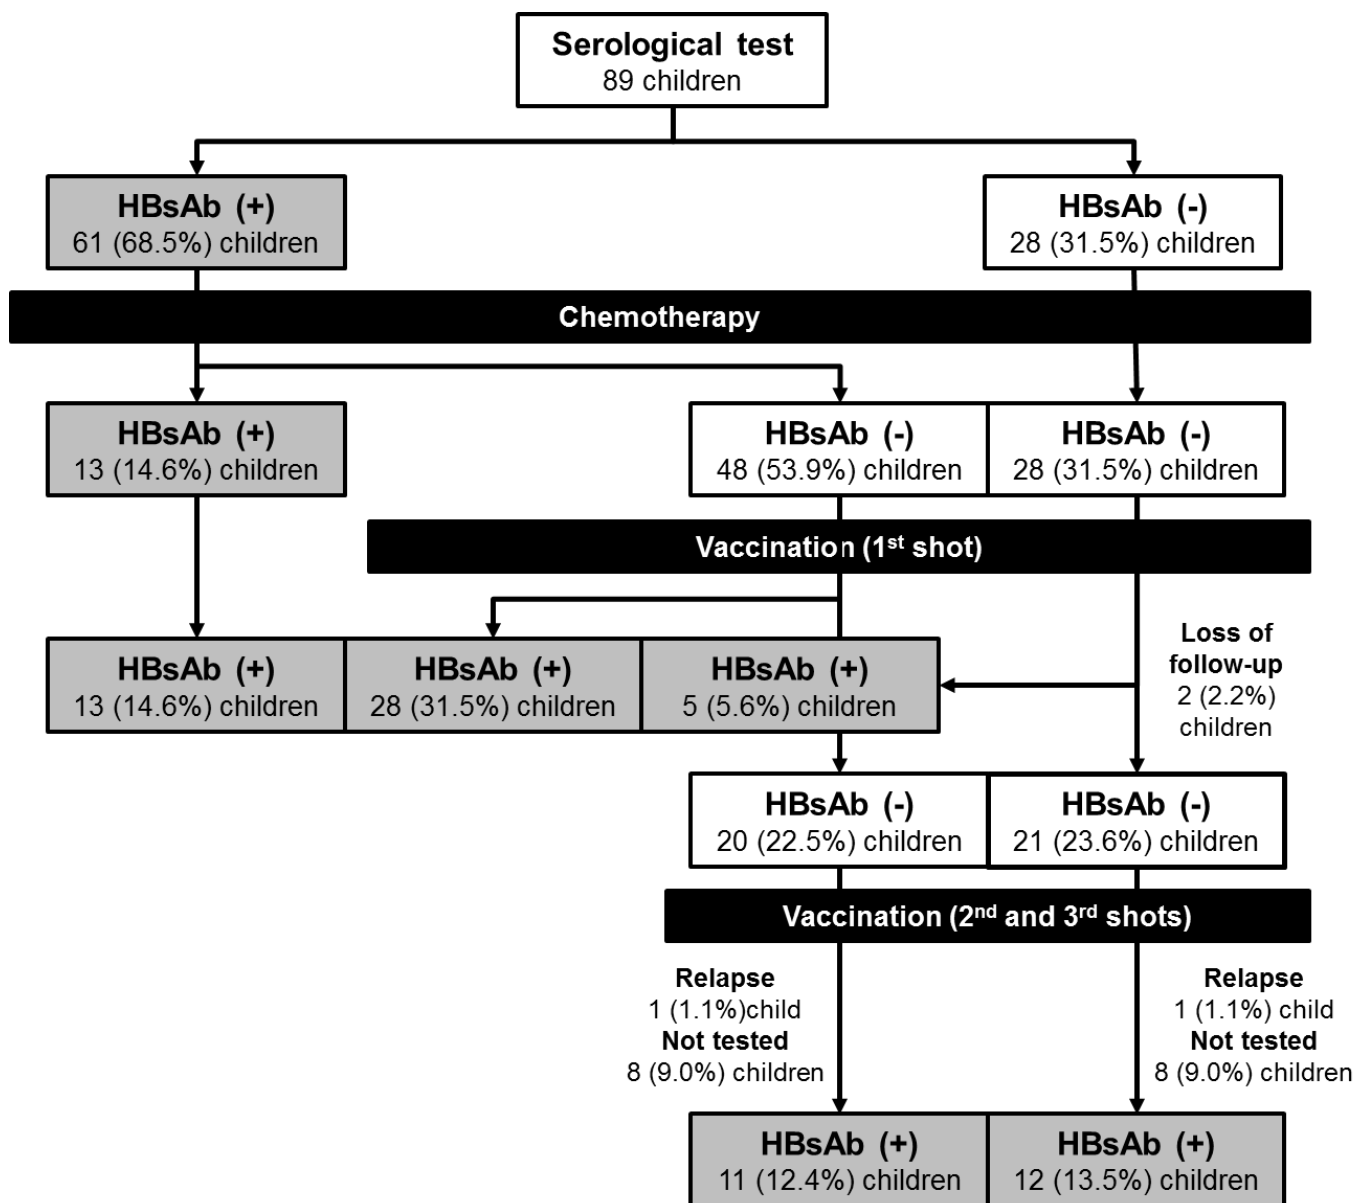 Serological test
89 children
HBsAb (+)
61 (68.5%) children
HBsAb (-)
28 (31.5%) children
Chemotherapy
HBsAb (+)
13 (14.6%) children
HBsAb (-)
48 (53.9%) children
HBsAb (-)
28 (31.5%) children
Vaccination (1st shot)
HBsAb (+)
13 (14.6%) children
HBsAb (+)
28 (31.5%) children
HBsAb (+)
5 (5.6%) children
Loss of
follow-up
2 (2.2%)
children
HBsAb (-)
20 (22.5%) children
HBsAb (-)
21 (23.6%) children
Vaccination (2nd and 3rd shots)
Relapse
1 (1.1%)child
Not tested
8 (9.0%) children
Relapse
1 (1.1%) child
Not tested
8 (9.0%) children
HBsAb (+)
11 (12.4%) children
HBsAb (+)
12 (13.5%) children